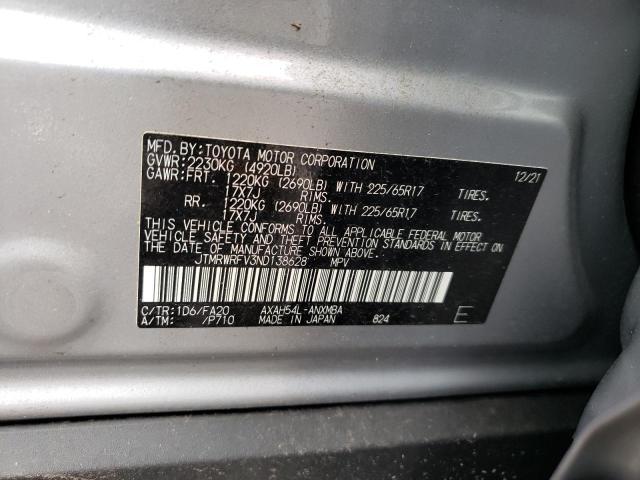 MFD. BY: TOYOTA MOTOR CORPORATION 12/21
GVWR: 2230KG (4920LB)
GAWR: FRT. 1220KG (2690LB) WITH 225/65R17 TIRES.
17X7J RIMS.
RR. 1220KG (2690LB) WITH 225/65R17 TIRES.
17X7J RIMS.
THIS VEHICLE CONFORMS TO ALL APPLICABLE FEDERAL MOTOR
VEHICLE SAFETY, THEFT PREVENTION STANDARDS IN EFFECT ON
THE DATE OF MANUFACTURE SHOWN ABOVE.
JTMRWRFV3ND138628 MPV
C/TR: 1D6/FA20 AXAH54L-ANXMBA
A/TM: /P710 MADE IN JAPAN 824 E